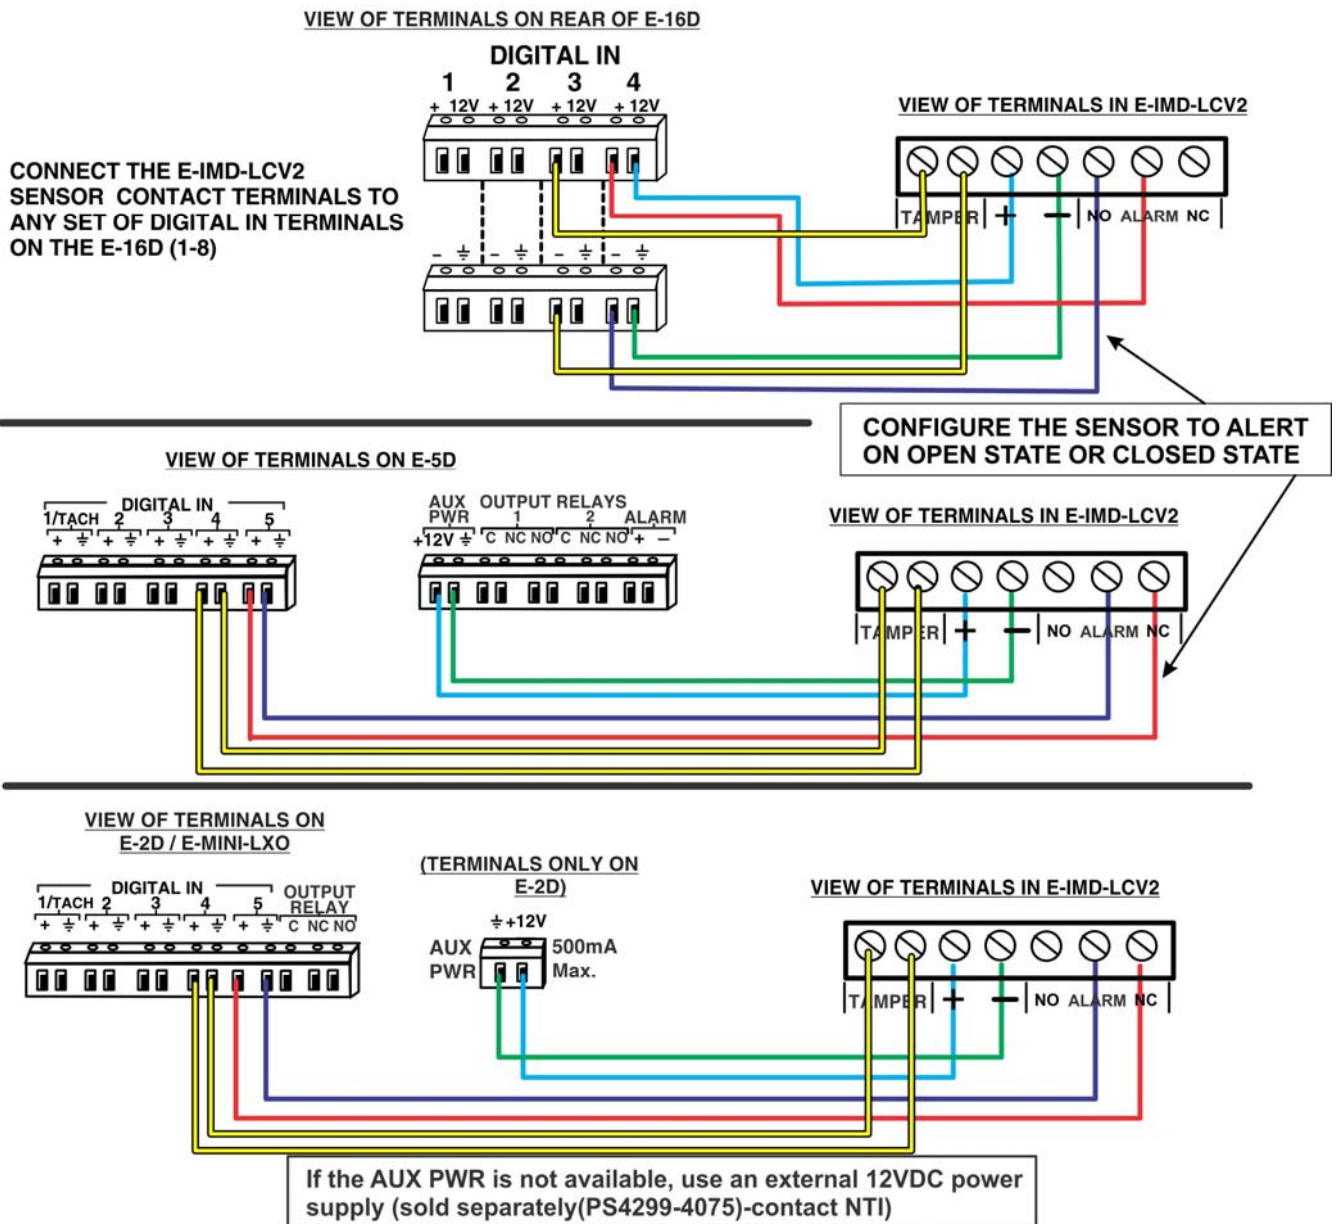 VIEW OF TERMINALS ON REAR OF E-16D
DIGITAL IN
1 2 3 4
+ 12V + 12V + 12V + 12V
VIEW OF TERMINALS IN E-IMD-LCV2
CONNECT THE E-IMD-LCV2
SENSOR CONTACT TERMINALS TO
ANY SET OF DIGITAL IN TERMINALS
ON THE E-16D (1-8)
TAMPER + − NO ALARM NC
− ⏚ − ⏚ − ⏚ − ⏚
CONFIGURE THE SENSOR TO ALERT
ON OPEN STATE OR CLOSED STATE
VIEW OF TERMINALS ON E-5D
DIGITAL IN
1/TACH 2 3 4 5
+ ⏚ + ⏚ + ⏚ + ⏚ + ⏚
AUX PWR
OUTPUT RELAYS
1 2 ALARM
+12V ⏚ C NC NO C NC NO + −
VIEW OF TERMINALS IN E-IMD-LCV2
TAMPER + − NO ALARM NC
VIEW OF TERMINALS ON
E-2D / E-MINI-LXO
DIGITAL IN
1/TACH 2 3 4 5
OUTPUT
RELAY
+ ⏚ + ⏚ + ⏚ + ⏚ + ⏚ C NC NO
(TERMINALS ONLY ON
E-2D)
⏚ +12V
AUX
PWR
500mA
Max.
VIEW OF TERMINALS IN E-IMD-LCV2
TAMPER + − NO ALARM NC
If the AUX PWR is not available, use an external 12VDC power
supply (sold separately(PS4299-4075)-contact NTI)